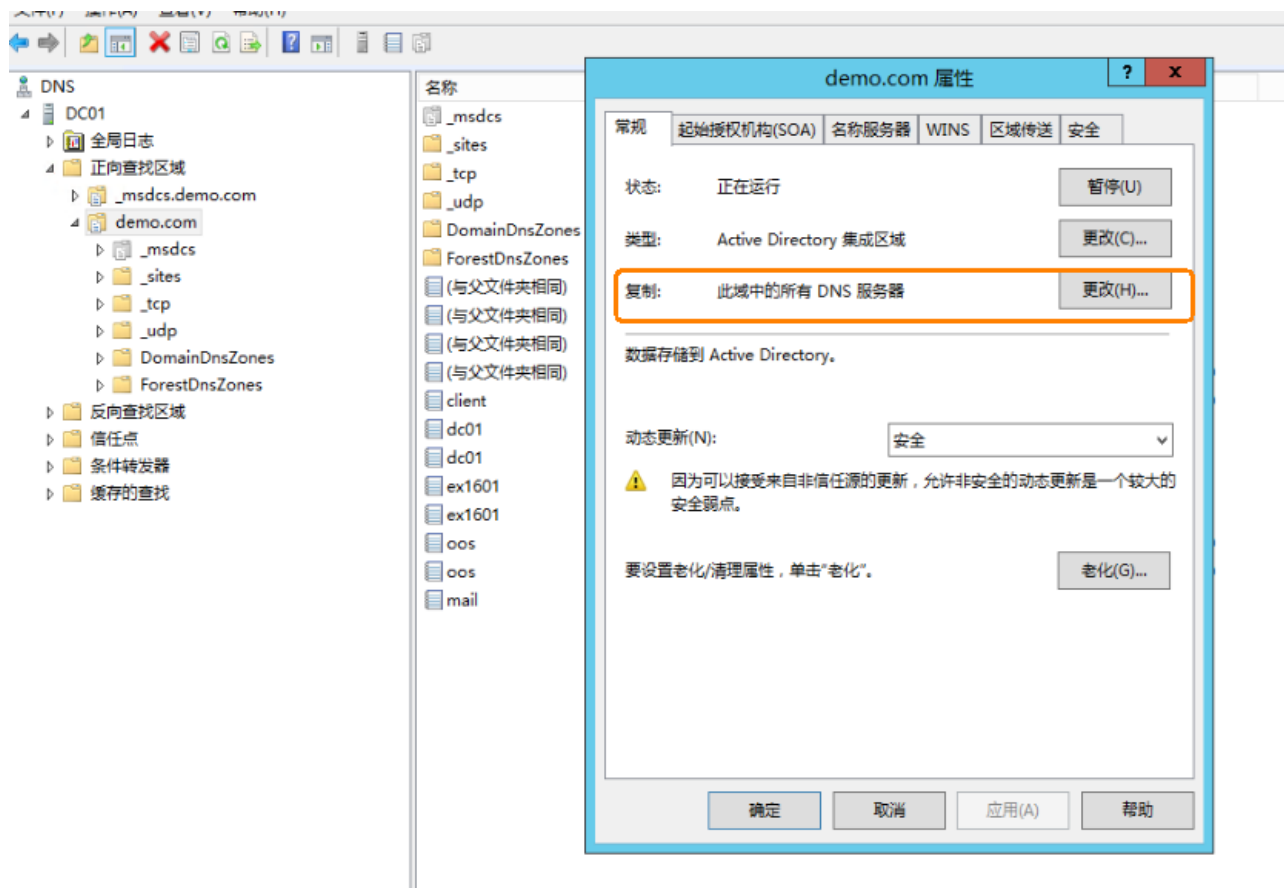 文件(F) 操作(A) 查看(V) 帮助(H)
DNS
DC01
全局日志
正向查找区域
_msdcs.demo.com
demo.com
_msdcs
_sites
_tcp
_udp
DomainDnsZones
ForestDnsZones
反向查找区域
信任点
条件转发器
缓存的查找
名称
_msdcs
_sites
_tcp
_udp
DomainDnsZones
ForestDnsZones
(与父文件夹相同)
(与父文件夹相同)
(与父文件夹相同)
(与父文件夹相同)
client
dc01
dc01
ex1601
ex1601
oos
oos
mail
demo.com 属性
? x
常规 起始授权机构(SOA) 名称服务器 WINS 区域传送 安全
状态: 正在运行 暂停(U)
类型: Active Directory 集成区域 更改(C)...
复制: 此域中的所有 DNS 服务器 更改(H)...
数据存储到 Active Directory。
动态更新(N): 安全
因为可以接受来自非信任源的更新，允许非安全的动态更新是一个较大的
安全弱点。
要设置老化/清理属性，单击“老化”。 老化(G)...
确定 取消 应用(A) 帮助